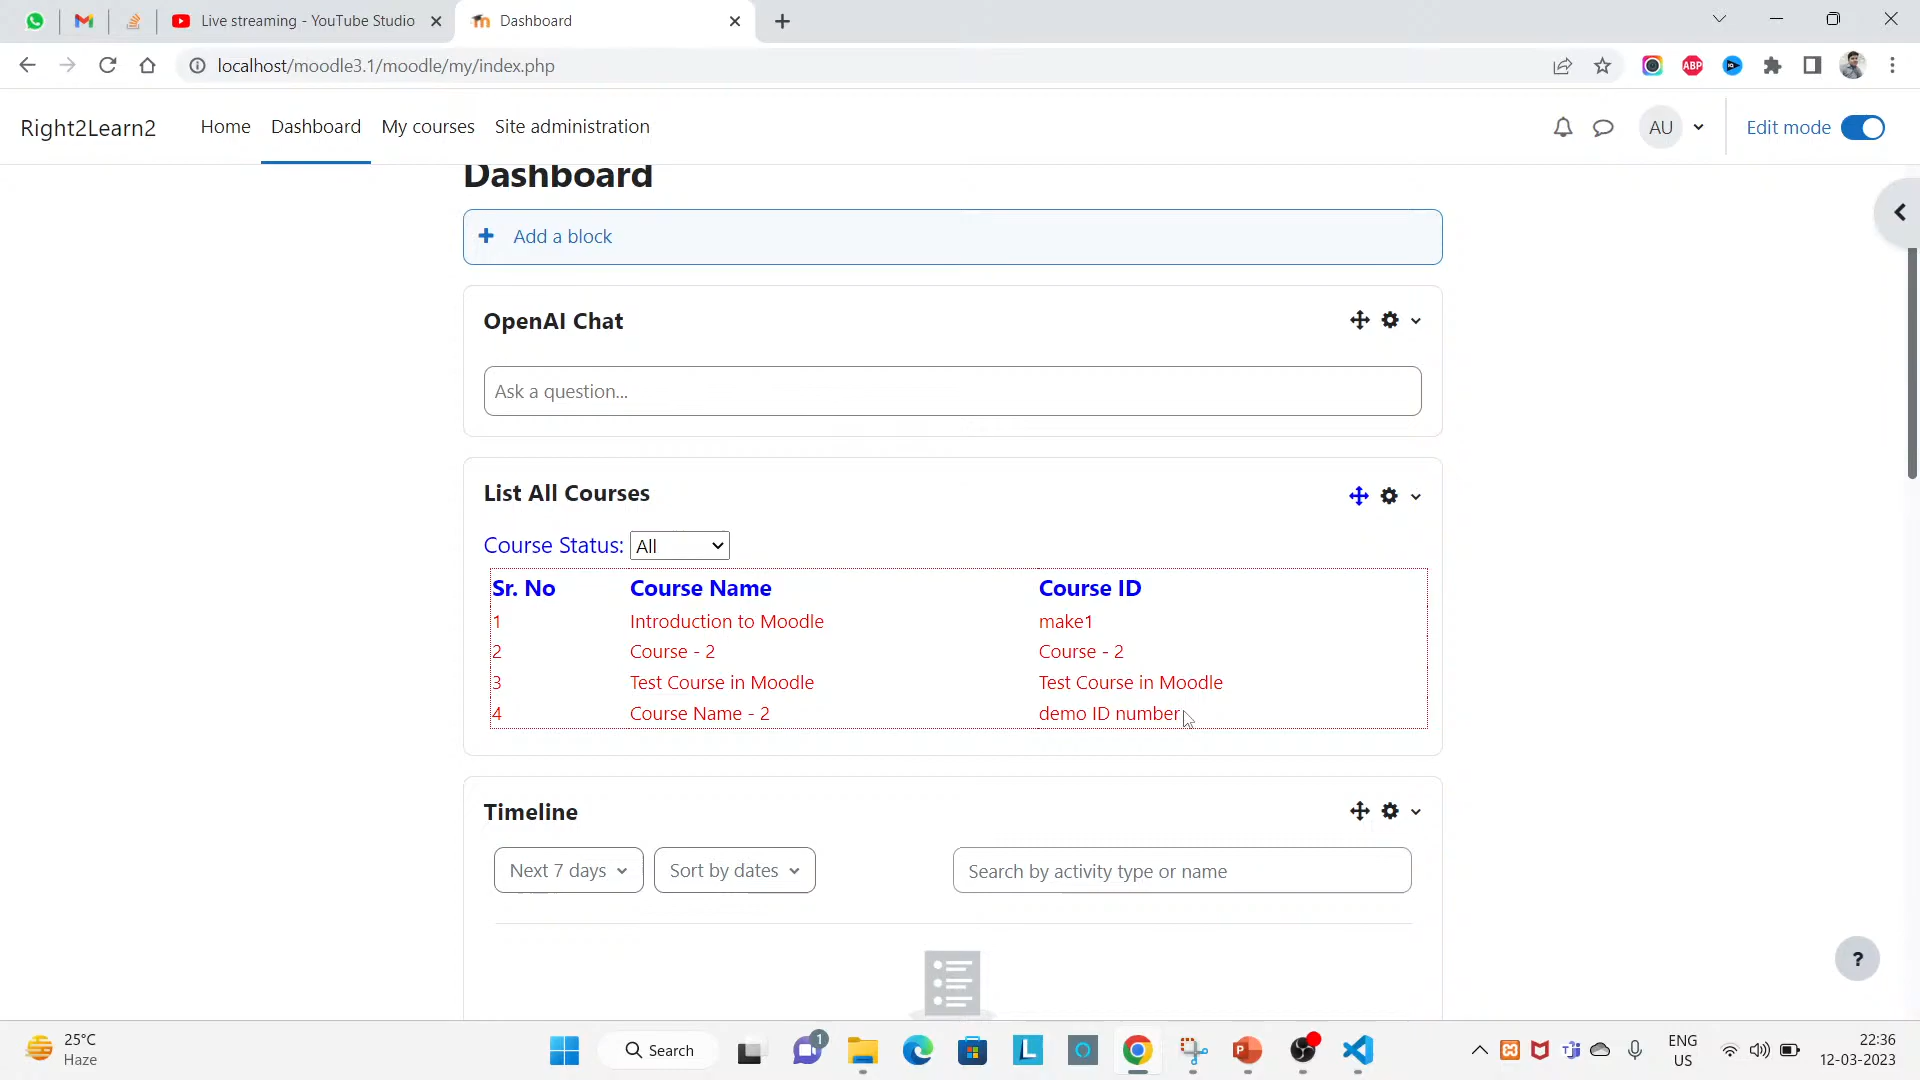 Live streaming - YouTube Studio
Dashboard
localhost/moodle3.1/moodle/my/index.php
ABP
Right2Learn2 Home Dashboard My courses Site administration AU Edit mode
Dashboard
Add a block
OpenAI Chat
Ask a question...
List All Courses
Course Status: All
Sr. No Course Name Course ID
1 Introduction to Moodle make1
2 Course - 2 Course - 2
3 Test Course in Moodle Test Course in Moodle
4 Course Name - 2 demo ID number
Timeline
Next 7 days Sort by dates Search by activity type or name
?
25°C
Haze
Search
1
ENG
US
22:36
12-03-2023